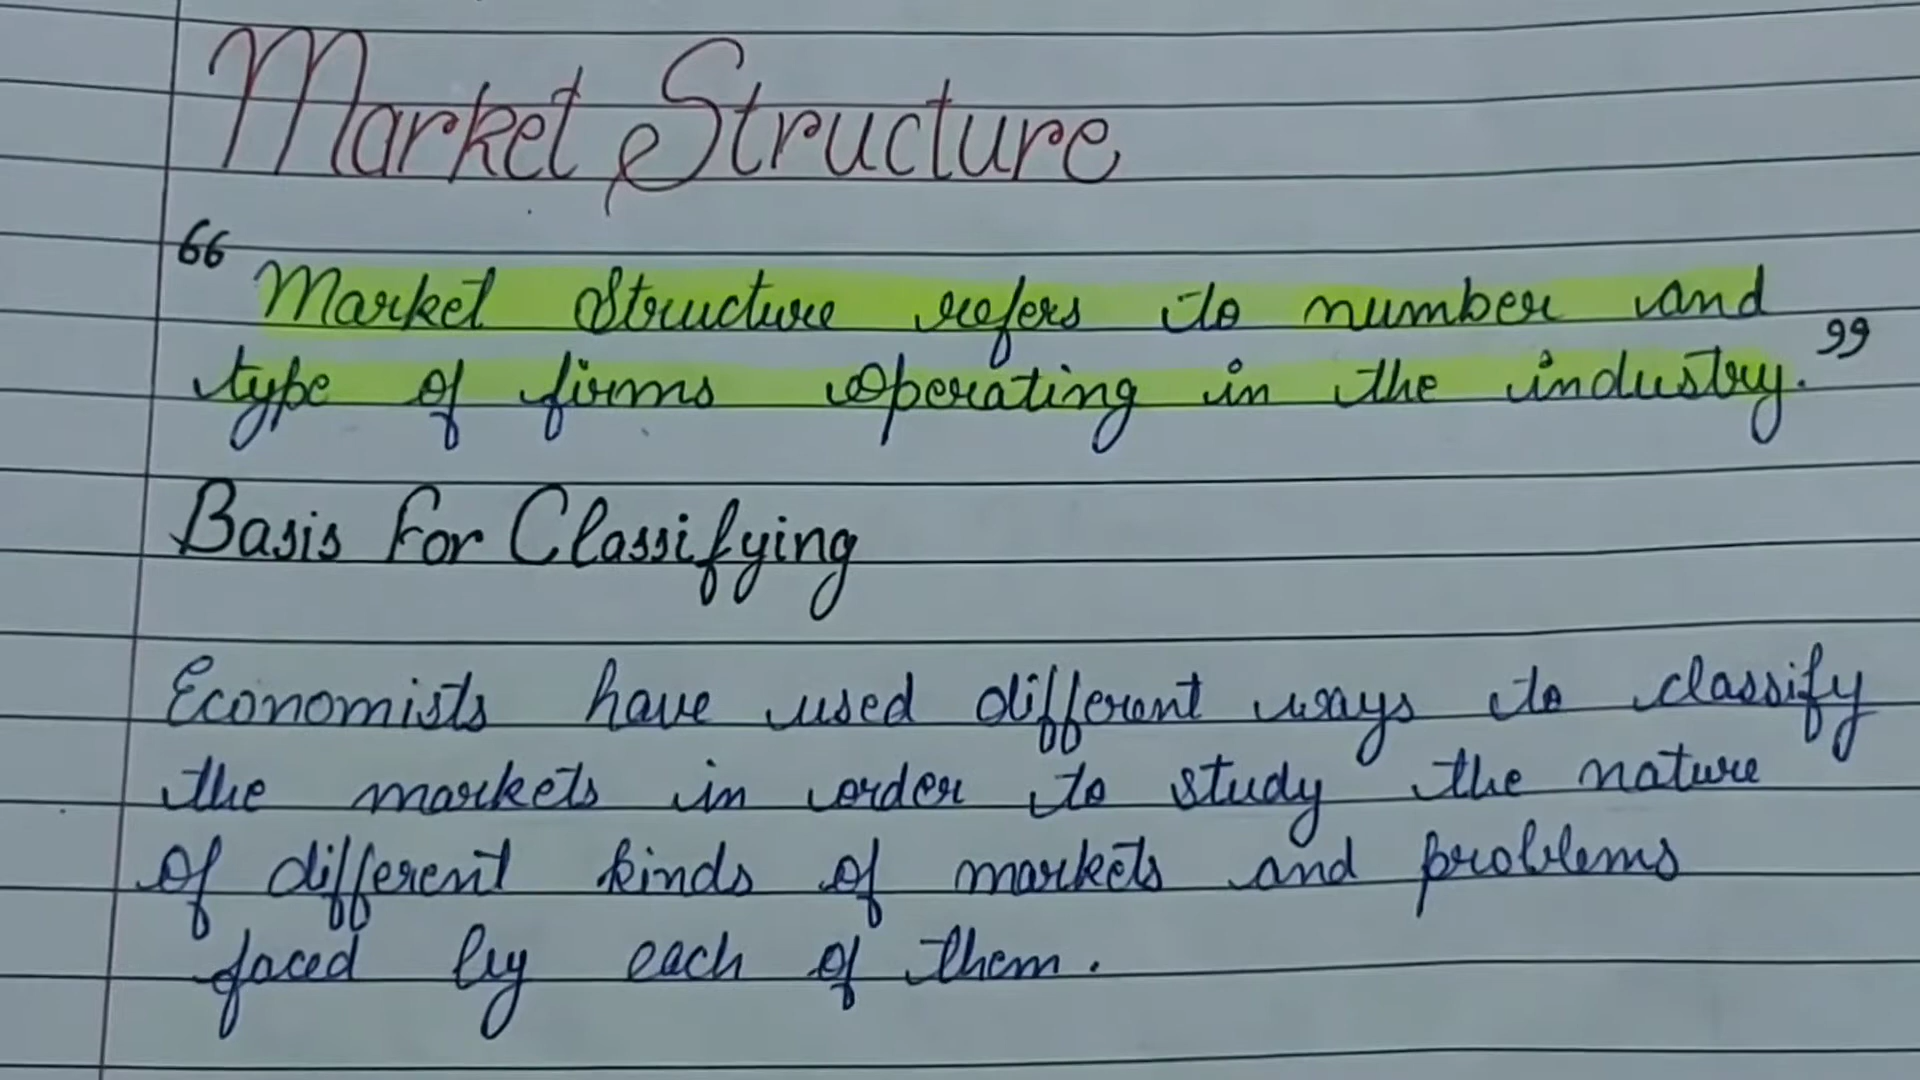 Market Structure
“ Market Structure refers to number and
type of firms operating in the industry. ”
Basis For Classifying
Economists have used different ways to classify
the markets in order to study the nature
of different kinds of markets and problems
faced by each of them.